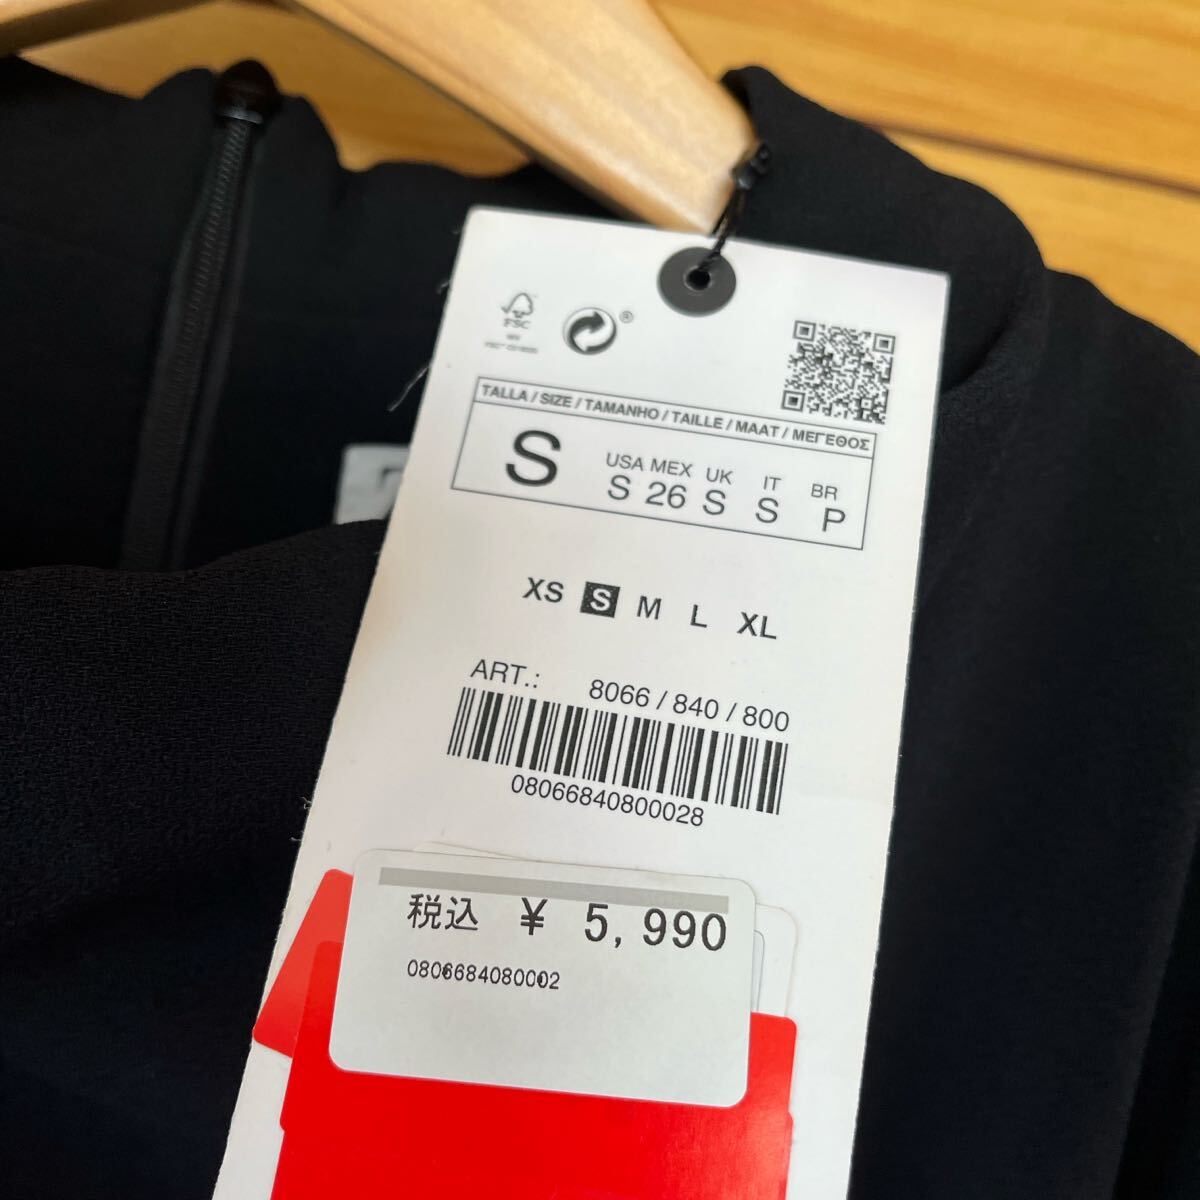 FSC
®
TALLA / SIZE / TAMANHO / TAILLE / MAAT / ΜΕΓΕΘΟΣ
S
USA MEX UK IT BR
S 26 S S P
XS S M L XL
ART.: 8066 / 840 / 800
08066840800028
税込 ¥ 5,990
0806684080002